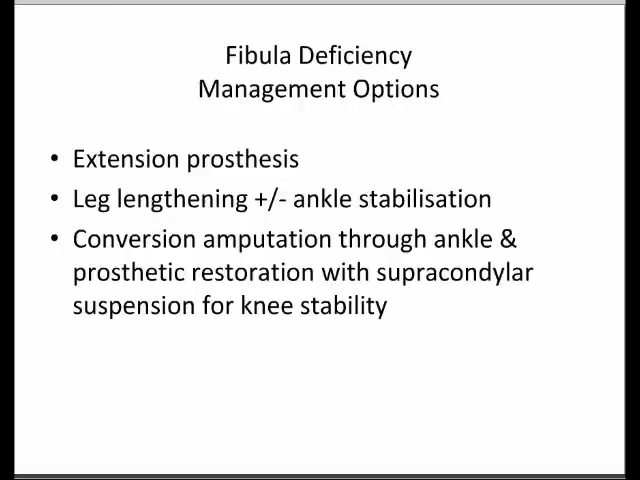 Fibula Deficiency
Management Options
• Extension prosthesis
• Leg lengthening +/- ankle stabilisation
• Conversion amputation through ankle &
prosthetic restoration with supracondylar
suspension for knee stability